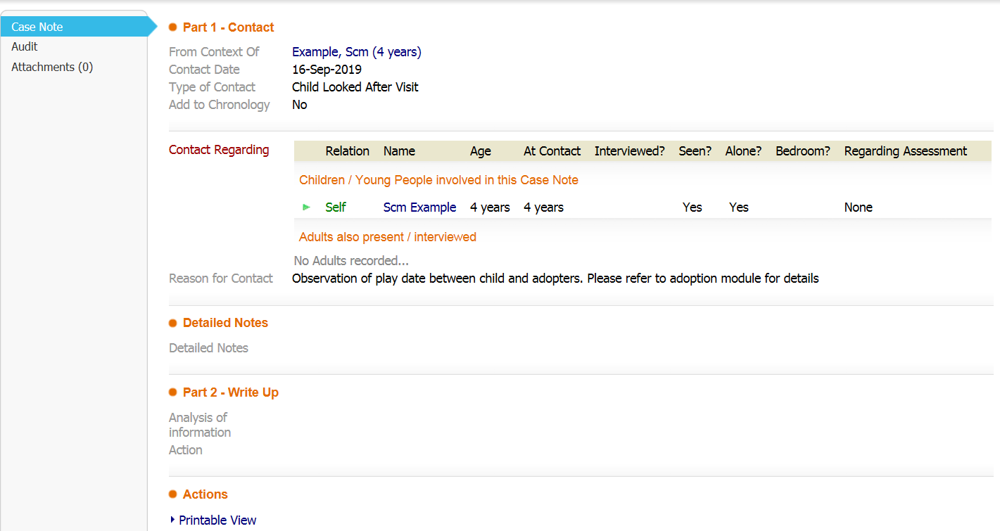 Case Note
Audit
Attachments (0)
Part 1 - Contact
From Context Of Example, Scm (4 years)
Contact Date 16-Sep-2019
Type of Contact Child Looked After Visit
Add to Chronology No
Contact Regarding
Relation Name Age At Contact Interviewed? Seen? Alone? Bedroom? Regarding Assessment
Children / Young People involved in this Case Note
Self Scm Example 4 years 4 years Yes Yes None
Adults also present / interviewed
No Adults recorded...
Reason for Contact Observation of play date between child and adopters. Please refer to adoption module for details
Detailed Notes
Detailed Notes
Part 2 - Write Up
Analysis of
information
Action
Actions
Printable View